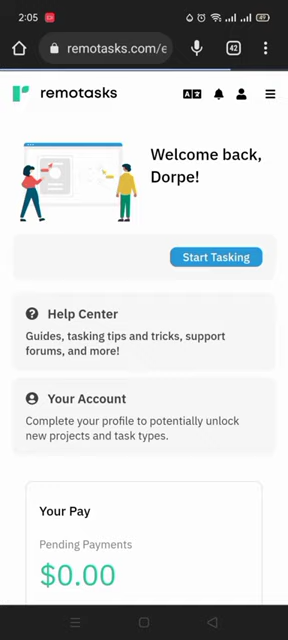 2:05
49
remotasks.com/e
42
remotasks
Welcome back,
Dorpe!
Start Tasking
Help Center
Guides, tasking tips and tricks, support
forums, and more!
Your Account
Complete your profile to potentially unlock
new projects and task types.
Your Pay
Pending Payments
$0.00